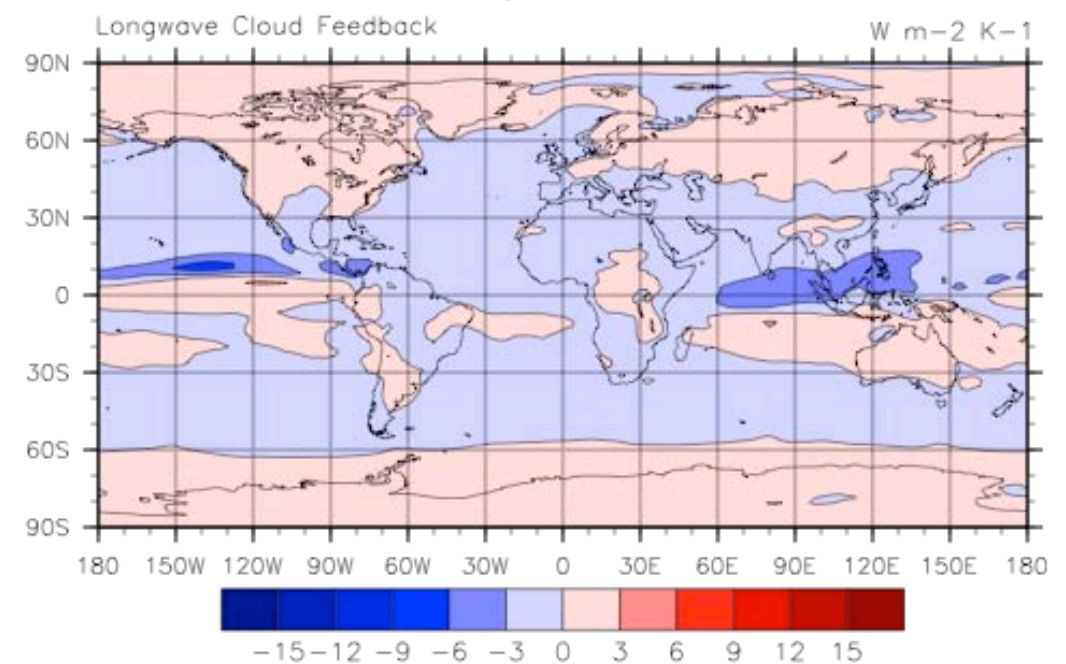 Longwave Cloud Feedback W m-2 K-1
90N
60N
30N
0
30S
60S
90S
180 150W 120W 90W 60W 30W 0 30E 60E 90E 120E 150E 180
-15 -12 -9 -6 -3 0 3 6 9 12 15